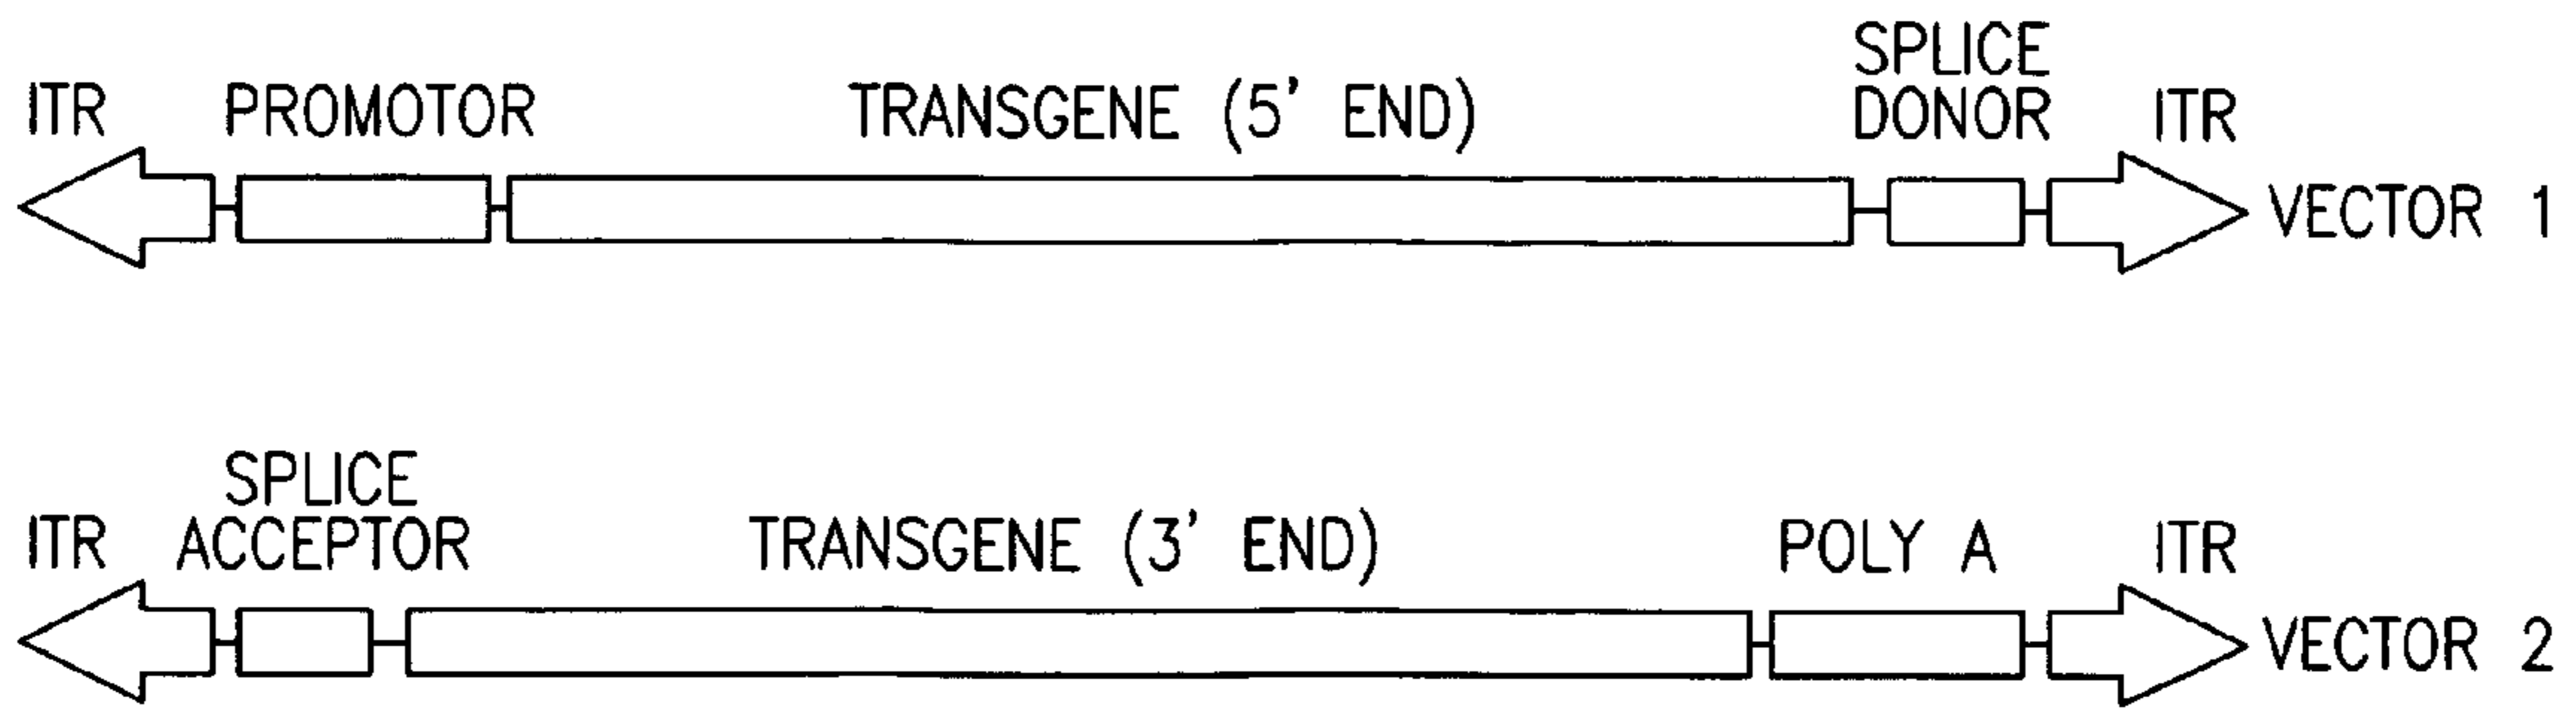 ITR
PROMOTOR
TRANSGENE (5' END)
SPLICE
DONOR
ITR
VECTOR 1
ITR
SPLICE
ACCEPTOR
TRANSGENE (3' END)
POLY A
ITR
VECTOR 2